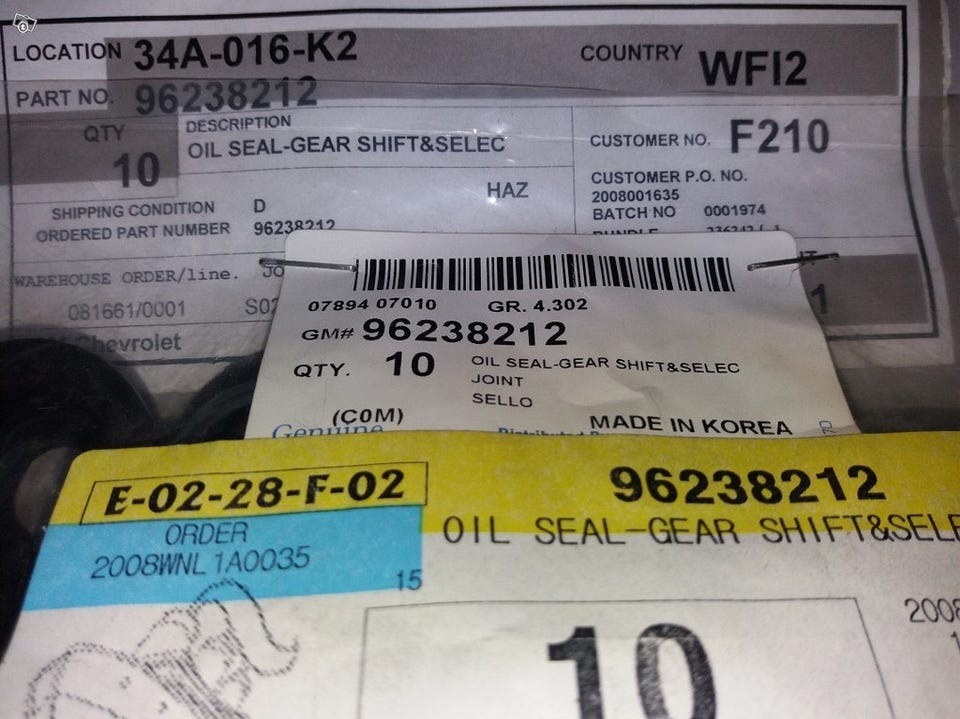 LOCATION 34A-016-K2
COUNTRY WFI2
PART NO. 96238212
QTY
10
DESCRIPTION
OIL SEAL-GEAR SHIFT&SELEC
HAZ
CUSTOMER NO. F210
CUSTOMER P.O. NO.
2008001635
BATCH NO 0001974
SHIPPING CONDITION D
ORDERED PART NUMBER 96238212
WAREHOUSE ORDER/line.
081661/0001
Chevrolet
07894 07010 GR. 4.302
GM# 96238212
QTY. 10
OIL SEAL-GEAR SHIFT&SELEC
JOINT
SELLO
(COM)
MADE IN KOREA
Genuine
E-02-28-F-02
ORDER
2008WNL1A0035
15
96238212
OIL SEAL-GEAR SHIFT&SELE
2008
10